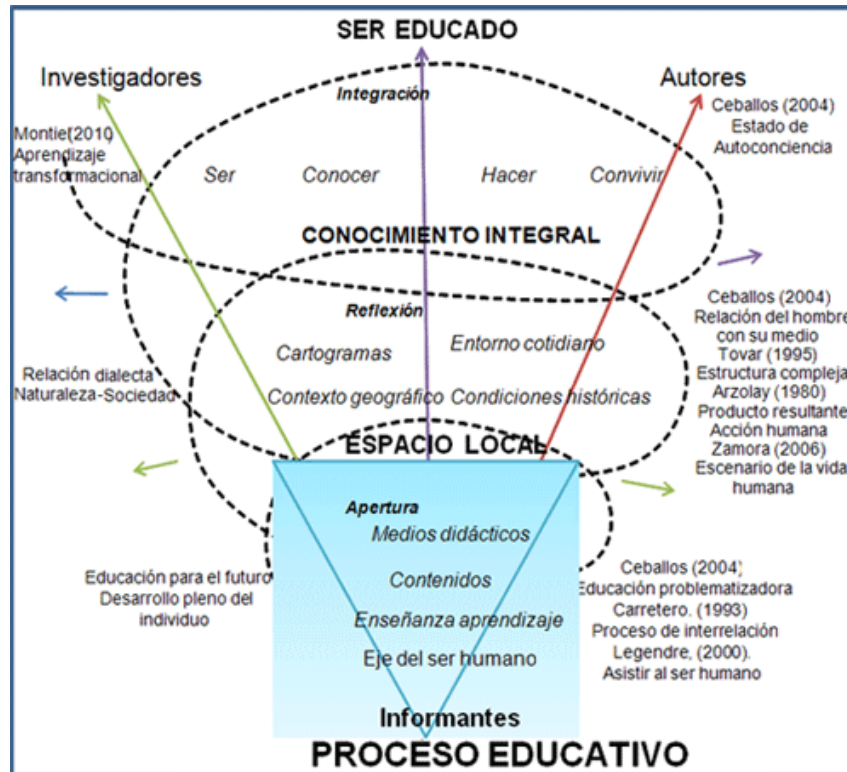 SER EDUCADO
Investigadores
Autores
Integración
Montie(2010)
Aprendizaje
transformacional
Ceballos (2004)
Estado de
Autoconciencia
Ser Conocer Hacer Convivir
CONOCIMIENTO INTEGRAL
Reflexión
Cartogramas
Entorno cotidiano
Contexto geográfico
Condiciones históricas
Relación dialecta
Naturaleza-Sociedad
Ceballos (2004)
Relación del hombre
con su medio
Tovar (1995)
Estructura compleja
Arzolay (1980)
Producto resultante
Acción humana
Zamora (2006)
Escenario de la vida
humana
ESPACIO LOCAL
Apertura
Medios didácticos
Contenidos
Enseñanza aprendizaje
Eje del ser humano
Educación para el futuro
Desarrollo pleno del
individuo
Ceballos (2004)
Educación problematizadora
Carretero. (1993)
Proceso de interrelación
Legendre, (2000).
Asistir al ser humano
Informantes
PROCESO EDUCATIVO